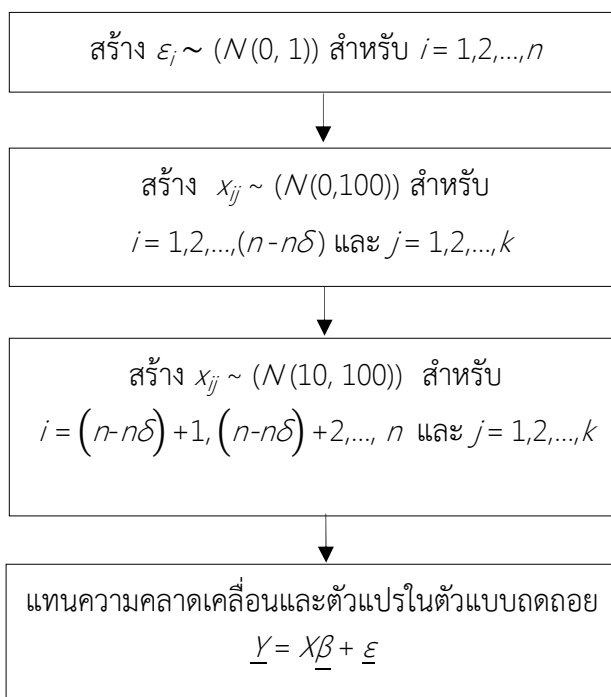 สร้าง εᵢ ~ (N(0, 1)) สำหรับ i = 1,2,...,n
สร้าง xᵢⱼ ~ (N(0,100)) สำหรับ
i = 1,2,...,(n-nδ) และ j = 1,2,...,k
สร้าง xᵢⱼ ~ (N(10, 100)) สำหรับ
i = (n-nδ) +1, (n-nδ) +2,..., n และ j = 1,2,...,k
แทนความคลาดเคลื่อนและตัวแปรในตัวแบบถดถอย
Y = Xβ + ε